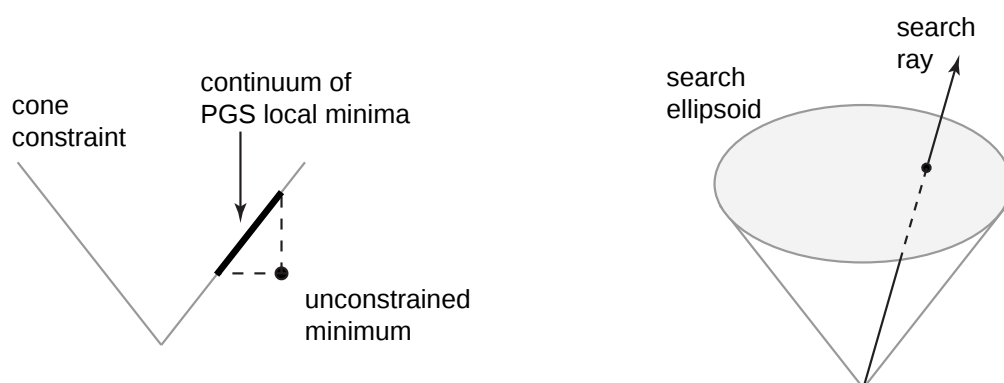 cone
constraint
continuum of
PGS local minima
unconstrained
minimum
search
ellipsoid
search
ray